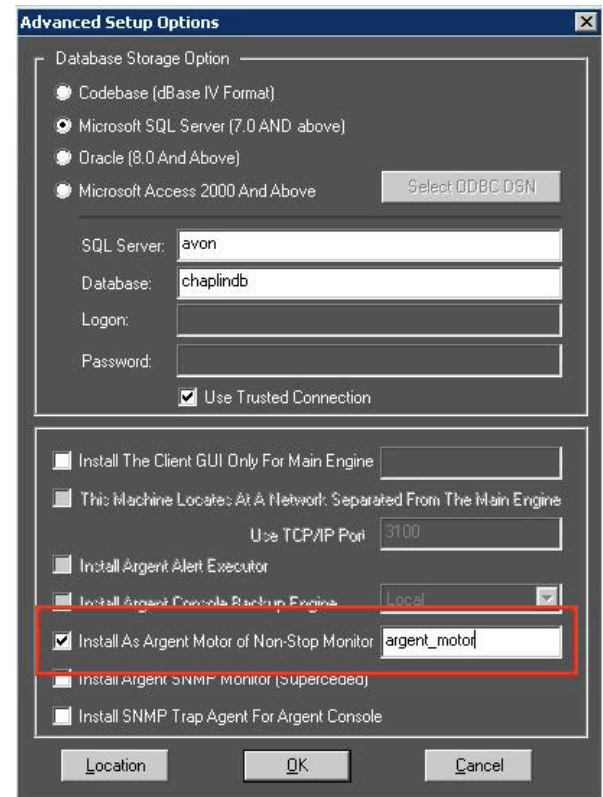 Advanced Setup Options
Database Storage Option
Codebase (dBase IV Format)
Microsoft SQL Server (7.0 AND above)
Oracle (8.0 And Above)
Microsoft Access 2000 And Above
Select ODBC DSN
SQL Server: avon
Database: chaplindb
Logon:
Password:
Use Trusted Connection
Install The Client GUI Only For Main Engine
This Machine Locates At A Network Separated From The Main Engine
Use TCP/IP Port 3100
Install Argent Alert Executor
Install Argent Console Backup Engine Local
Install As Argent Motor of Non-Stop Monitor argent_motor
Install Argent SNMP Monitor (Superceded)
Install SNMP Trap Agent For Argent Console
Location OK Cancel